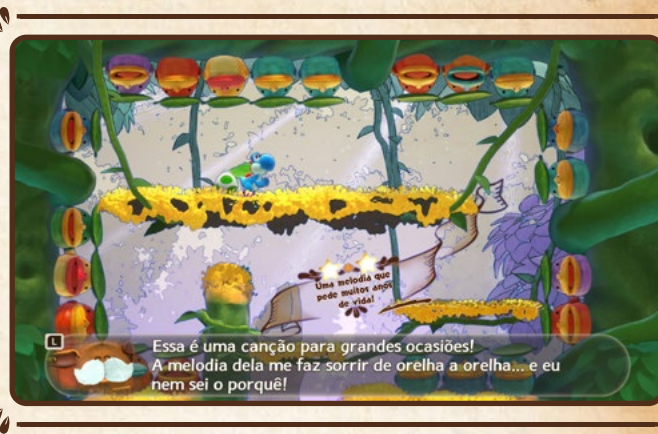 Uma melodia que
pede muitos anos
de vida!
L
Essa é uma canção para grandes ocasiões!
A melodia dela me faz sorrir de orelha a orelha... e eu
nem sei o porquê!